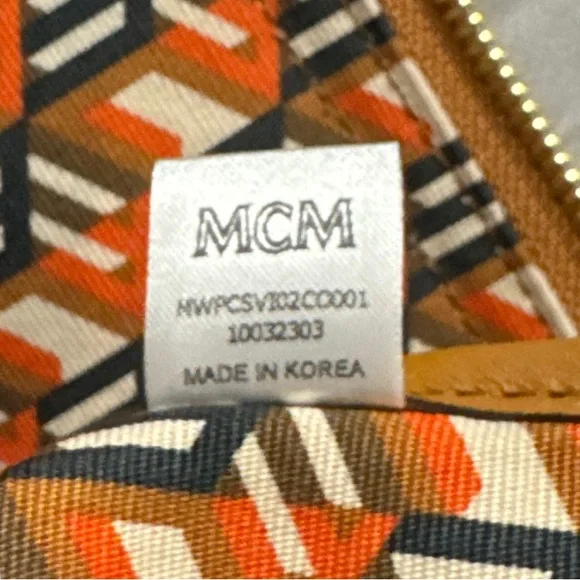 MCM
MWPCSVI02CO001
10032303
MADE IN KOREA